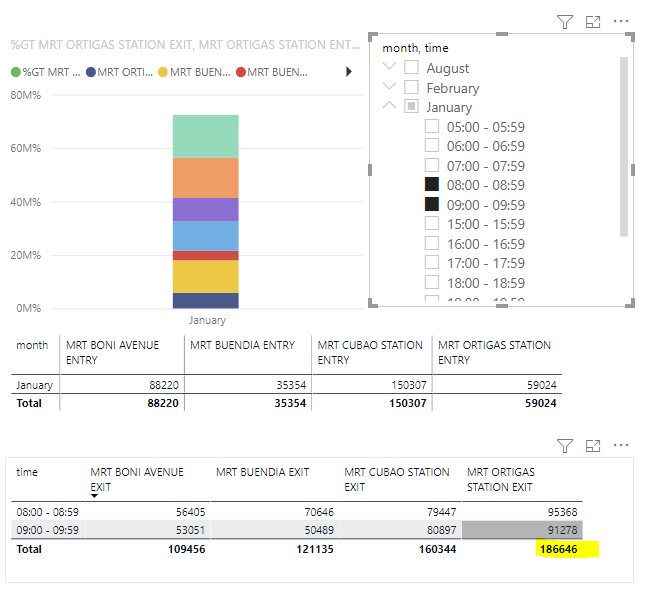 %GT MRT ORTIGAS STATION EXIT, MRT ORTIGAS STATION ENT...
%GT MRT ... MRT ORTI... MRT BUEN... MRT BUEN...
80M%
60M%
40M%
20M%
0M%
January
month, time
August
February
January
05:00 - 05:59
06:00 - 06:59
07:00 - 07:59
08:00 - 08:59
09:00 - 09:59
15:00 - 15:59
16:00 - 16:59
17:00 - 17:59
18:00 - 18:59
month MRT BONI AVENUE ENTRY MRT BUENDIA ENTRY MRT CUBAO STATION ENTRY MRT ORTIGAS STATION ENTRY
January 88220 35354 150307 59024
Total 88220 35354 150307 59024
time MRT BONI AVENUE EXIT MRT BUENDIA EXIT MRT CUBAO STATION EXIT MRT ORTIGAS STATION EXIT
08:00 - 08:59 56405 70646 79447 95368
09:00 - 09:59 53051 50489 80897 91278
Total 109456 121135 160344 186646